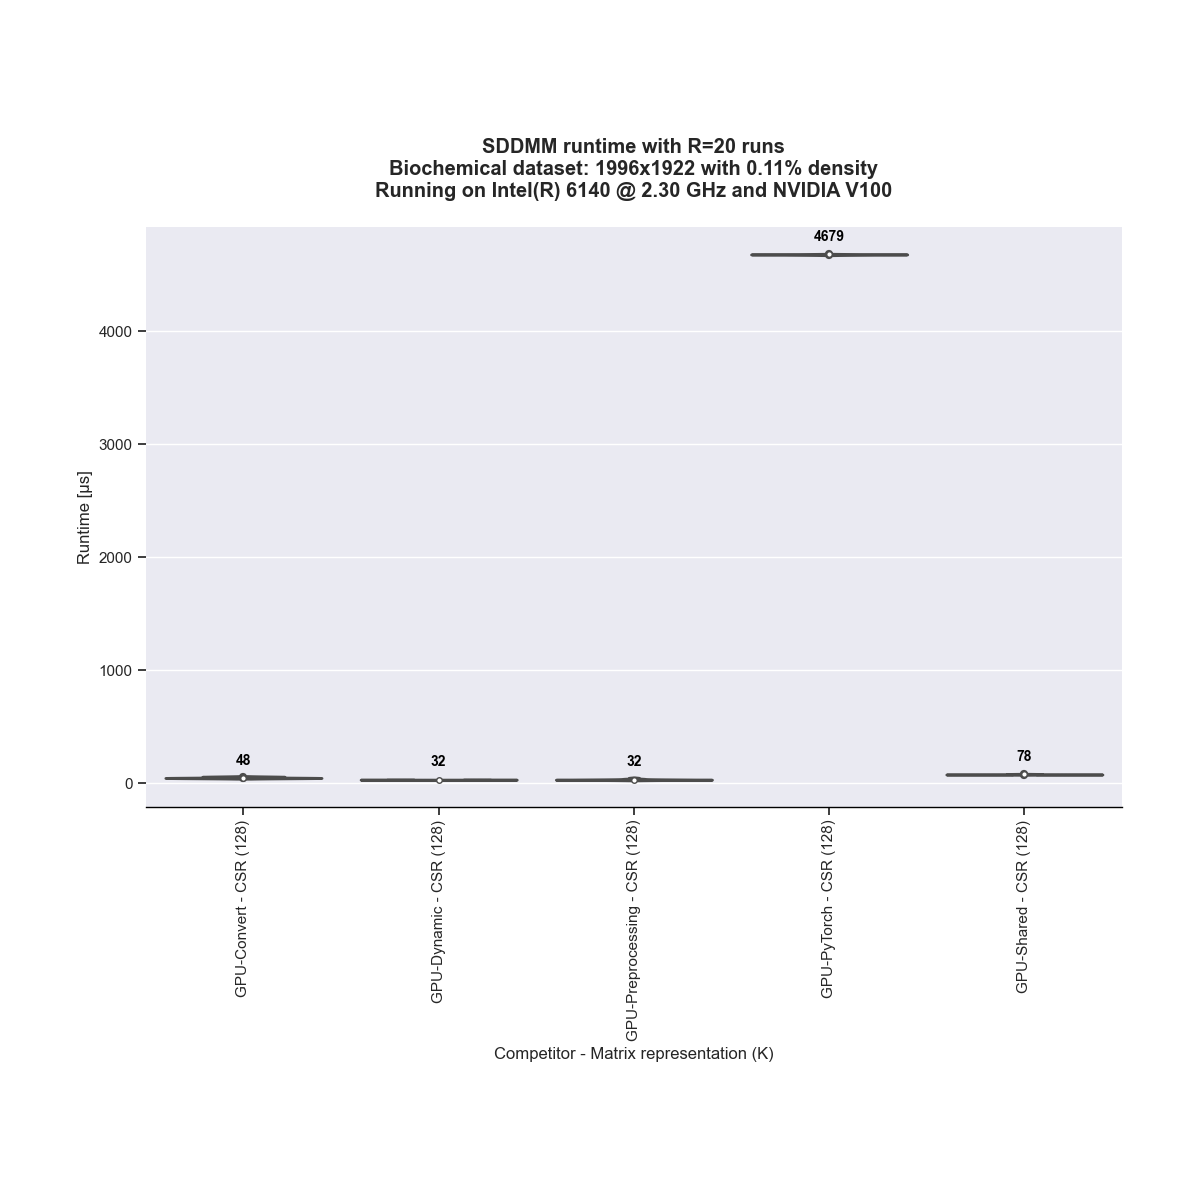 SDDMM runtime with R=20 runs
Biochemical dataset: 1996x1922 with 0.11% density
Running on Intel(R) 6140 @ 2.30 GHz and NVIDIA V100
4679
4000
3000
2000
1000
0
Runtime [μs]
48
32
32
78
GPU-Convert - CSR (128)
GPU-Dynamic - CSR (128)
GPU-Preprocessing - CSR (128)
GPU-PyTorch - CSR (128)
GPU-Shared - CSR (128)
Competitor - Matrix representation (K)